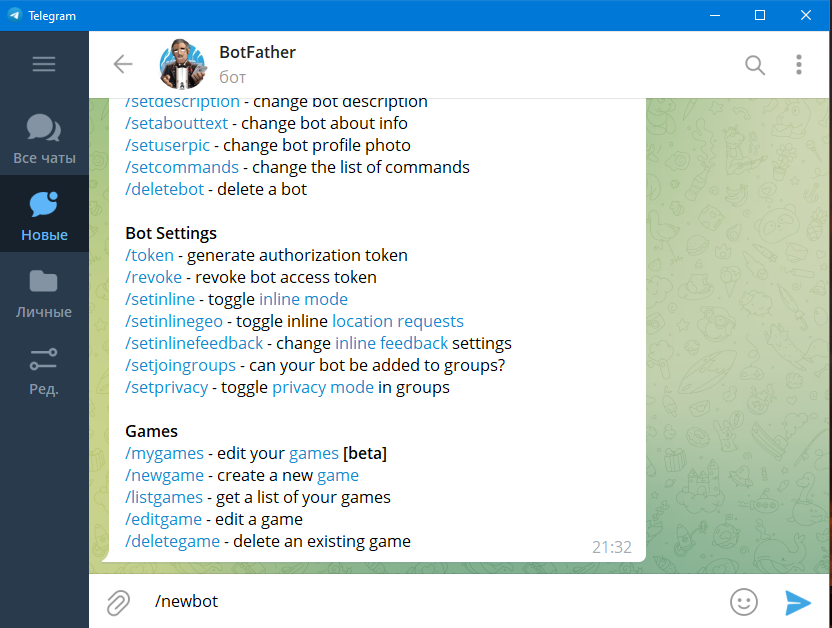 Telegram
BotFather
бот
Все чаты
Новые
Личные
Ред.
/setdescription - change bot description
/setabouttext - change bot about info
/setuserpic - change bot profile photo
/setcommands - change the list of commands
/deletebot - delete a bot
Bot Settings
/token - generate authorization token
/revoke - revoke bot access token
/setinline - toggle inline mode
/setinlinegeo - toggle inline location requests
/setinlinefeedback - change inline feedback settings
/setjoingroups - can your bot be added to groups?
/setprivacy - toggle privacy mode in groups
Games
/mygames - edit your games [beta]
/newgame - create a new game
/listgames - get a list of your games
/editgame - edit a game
/deletegame - delete an existing game
21:32
/newbot